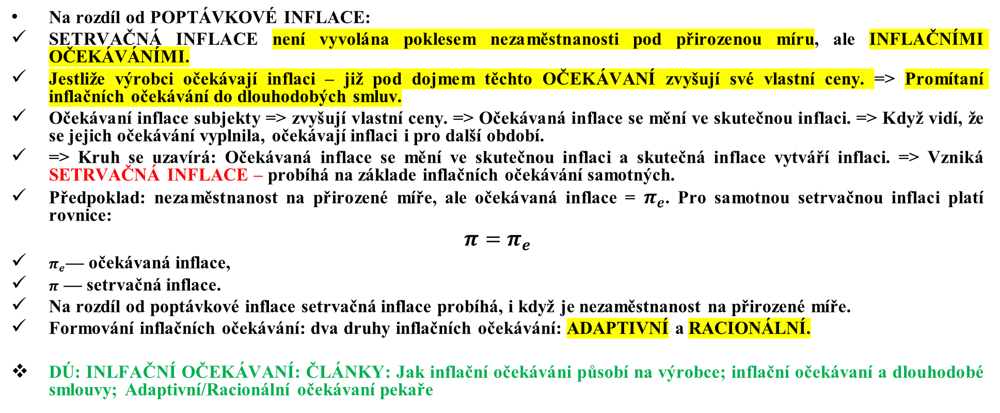 • Na rozdíl od POPTÁVKOVÉ INFLACE:
✓ SETRVAČNÁ INFLACE není vyvolána poklesem nezaměstnanosti pod přirozenou míru, ale INFLAČNÍMI
OČEKÁVÁNÍMI.
✓ Jestliže výrobci očekávají inflaci – již pod dojmem těchto OČEKÁVANÍ zvyšují své vlastní ceny. => Promítaní
inflačních očekávání do dlouhodobých smluv.
✓ Očekávaní inflace subjekty => zvyšují vlastní ceny. => Očekávaná inflace se mění ve skutečnou inflaci. => Když vidí, že
se jejich očekávání vyplnila, očekávají inflaci i pro další období.
✓ => Kruh se uzavírá: Očekávaná inflace se mění ve skutečnou inflaci a skutečná inflace vytváří inflaci. => Vzniká
SETRVAČNÁ INFLACE – probíhá na základe inflačních očekávání samotných.
✓ Předpoklad: nezaměstnanost na přirozené míře, ale očekávaná inflace = π_e. Pro samotnou setrvačnou inflaci platí
rovnice:
π = π_e
✓ π_e— očekávaná inflace,
✓ π — setrvačná inflace.
✓ Na rozdíl od poptávkové inflace setrvačná inflace probíhá, i když je nezaměstnanost na přirozené míře.
✓ Formování inflačních očekávání: dva druhy inflačních očekávání: ADAPTIVNÍ a RACIONÁLNÍ.
❖ DÚ: INLFAČNÍ OČEKÁVANÍ: ČLÁNKY: Jak inflační očekáváni působí na výrobce; inflační očekávaní a dlouhodobé
smlouvy; Adaptivní/Racionální očekávaní pekaře